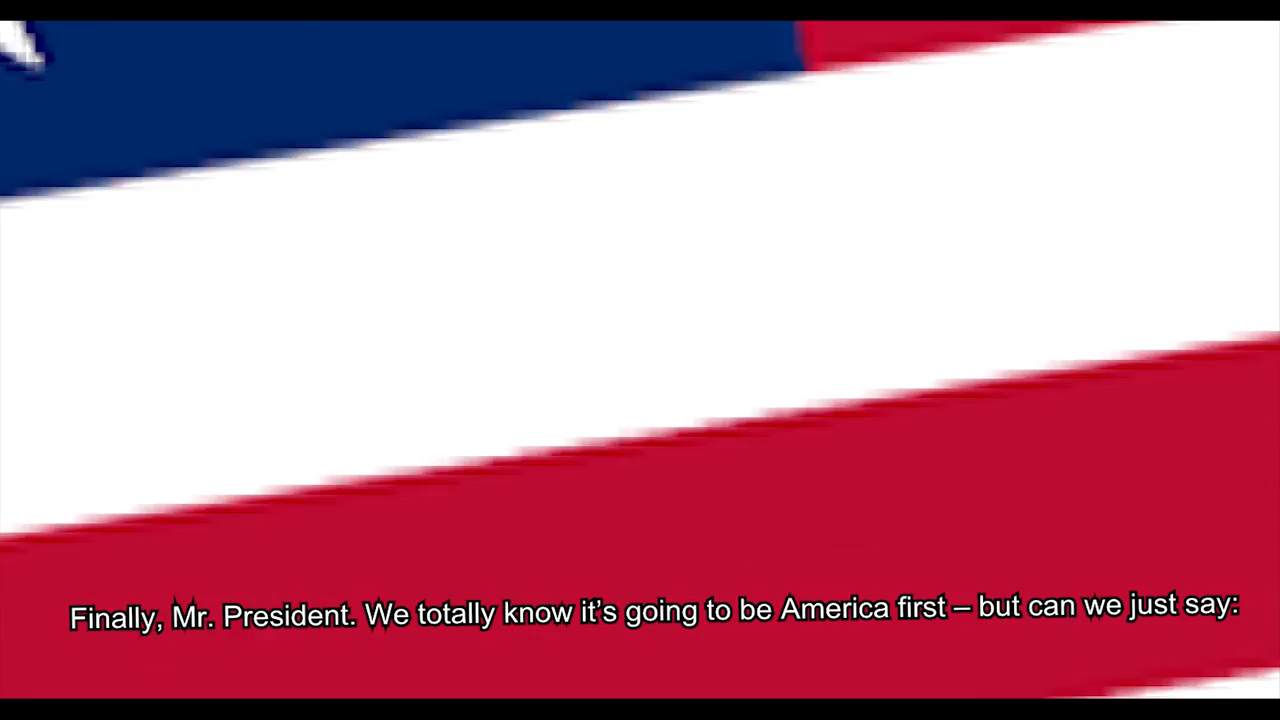 Finally, Mr. President. We totally know it’s going to be America first – but can we just say: